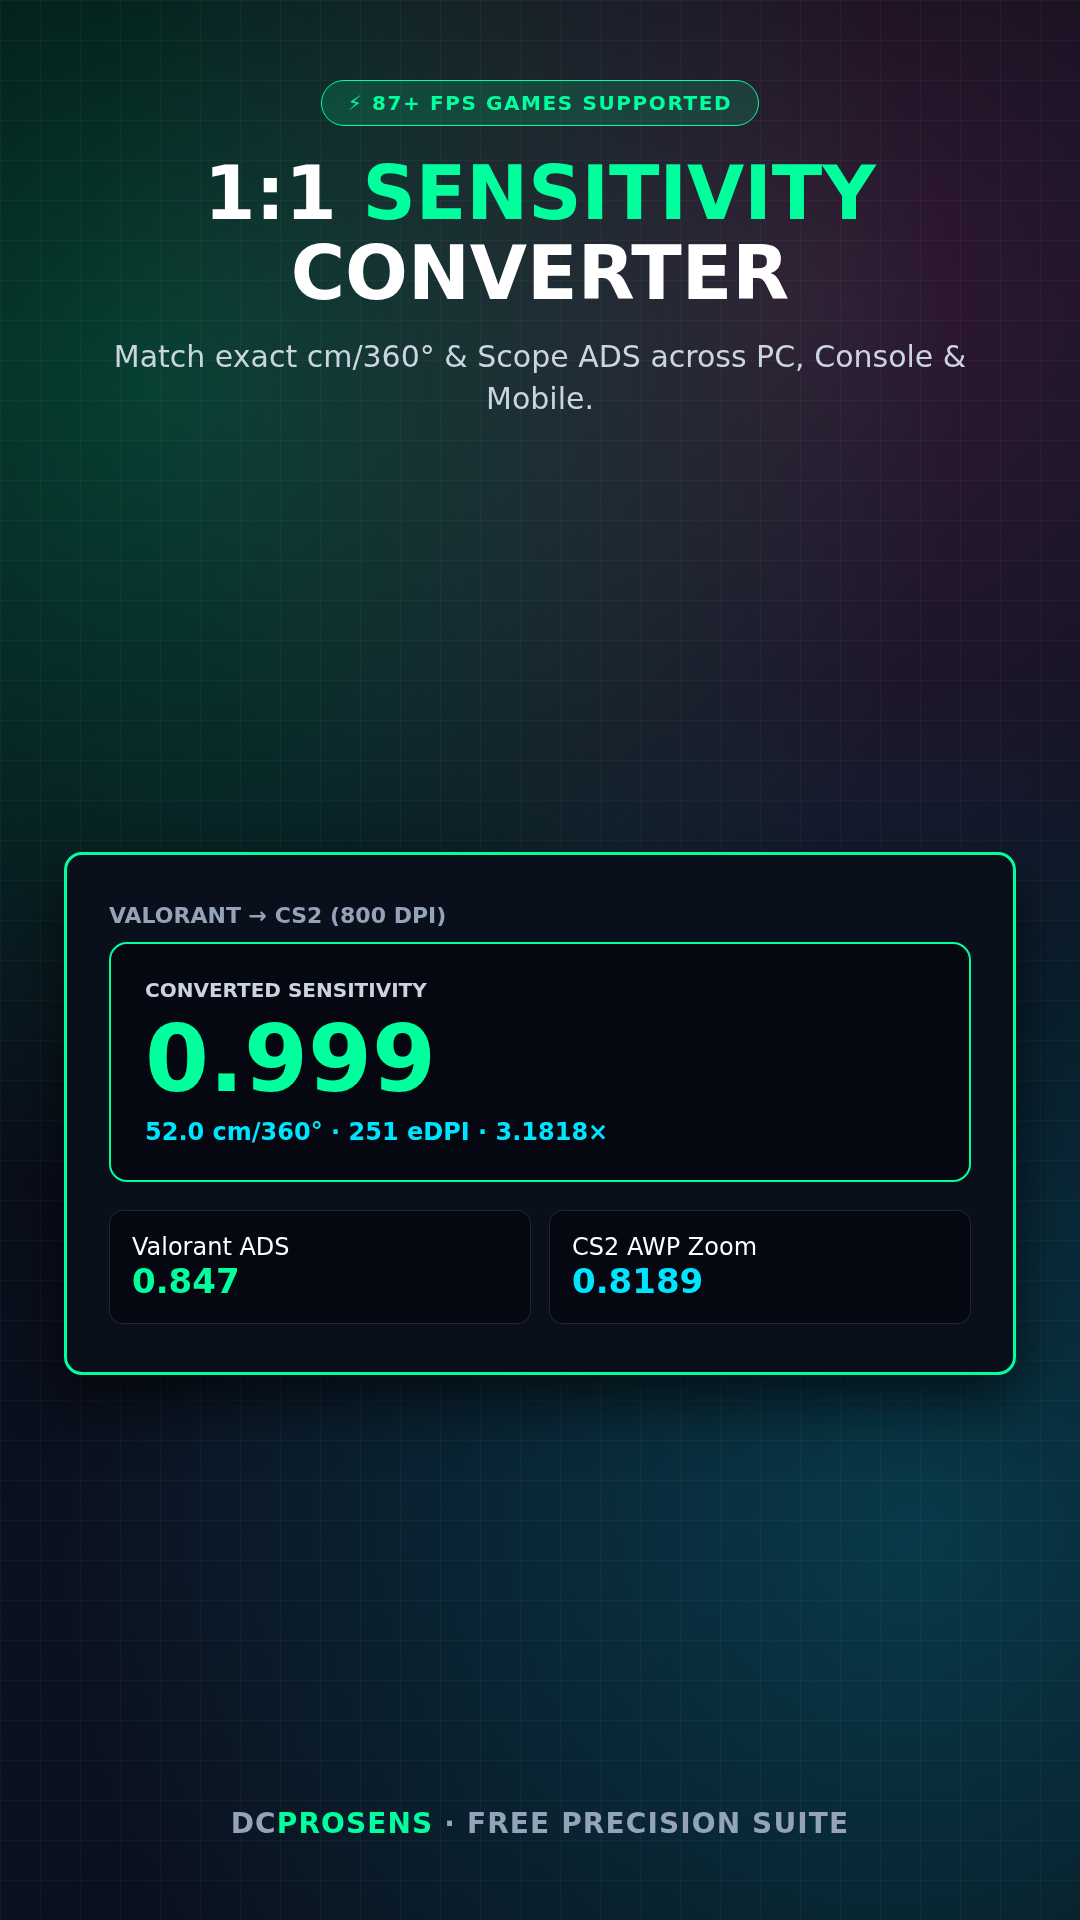 ⚡ 87+ FPS GAMES SUPPORTED
1:1 SENSITIVITY
CONVERTER
Match exact cm/360° & Scope ADS across PC, Console &
Mobile.
VALORANT → CS2 (800 DPI)
CONVERTED SENSITIVITY
0.999
52.0 cm/360° · 251 eDPI · 3.1818×
Valorant ADS
0.847
CS2 AWP Zoom
0.8189
DCPROSENS · FREE PRECISION SUITE